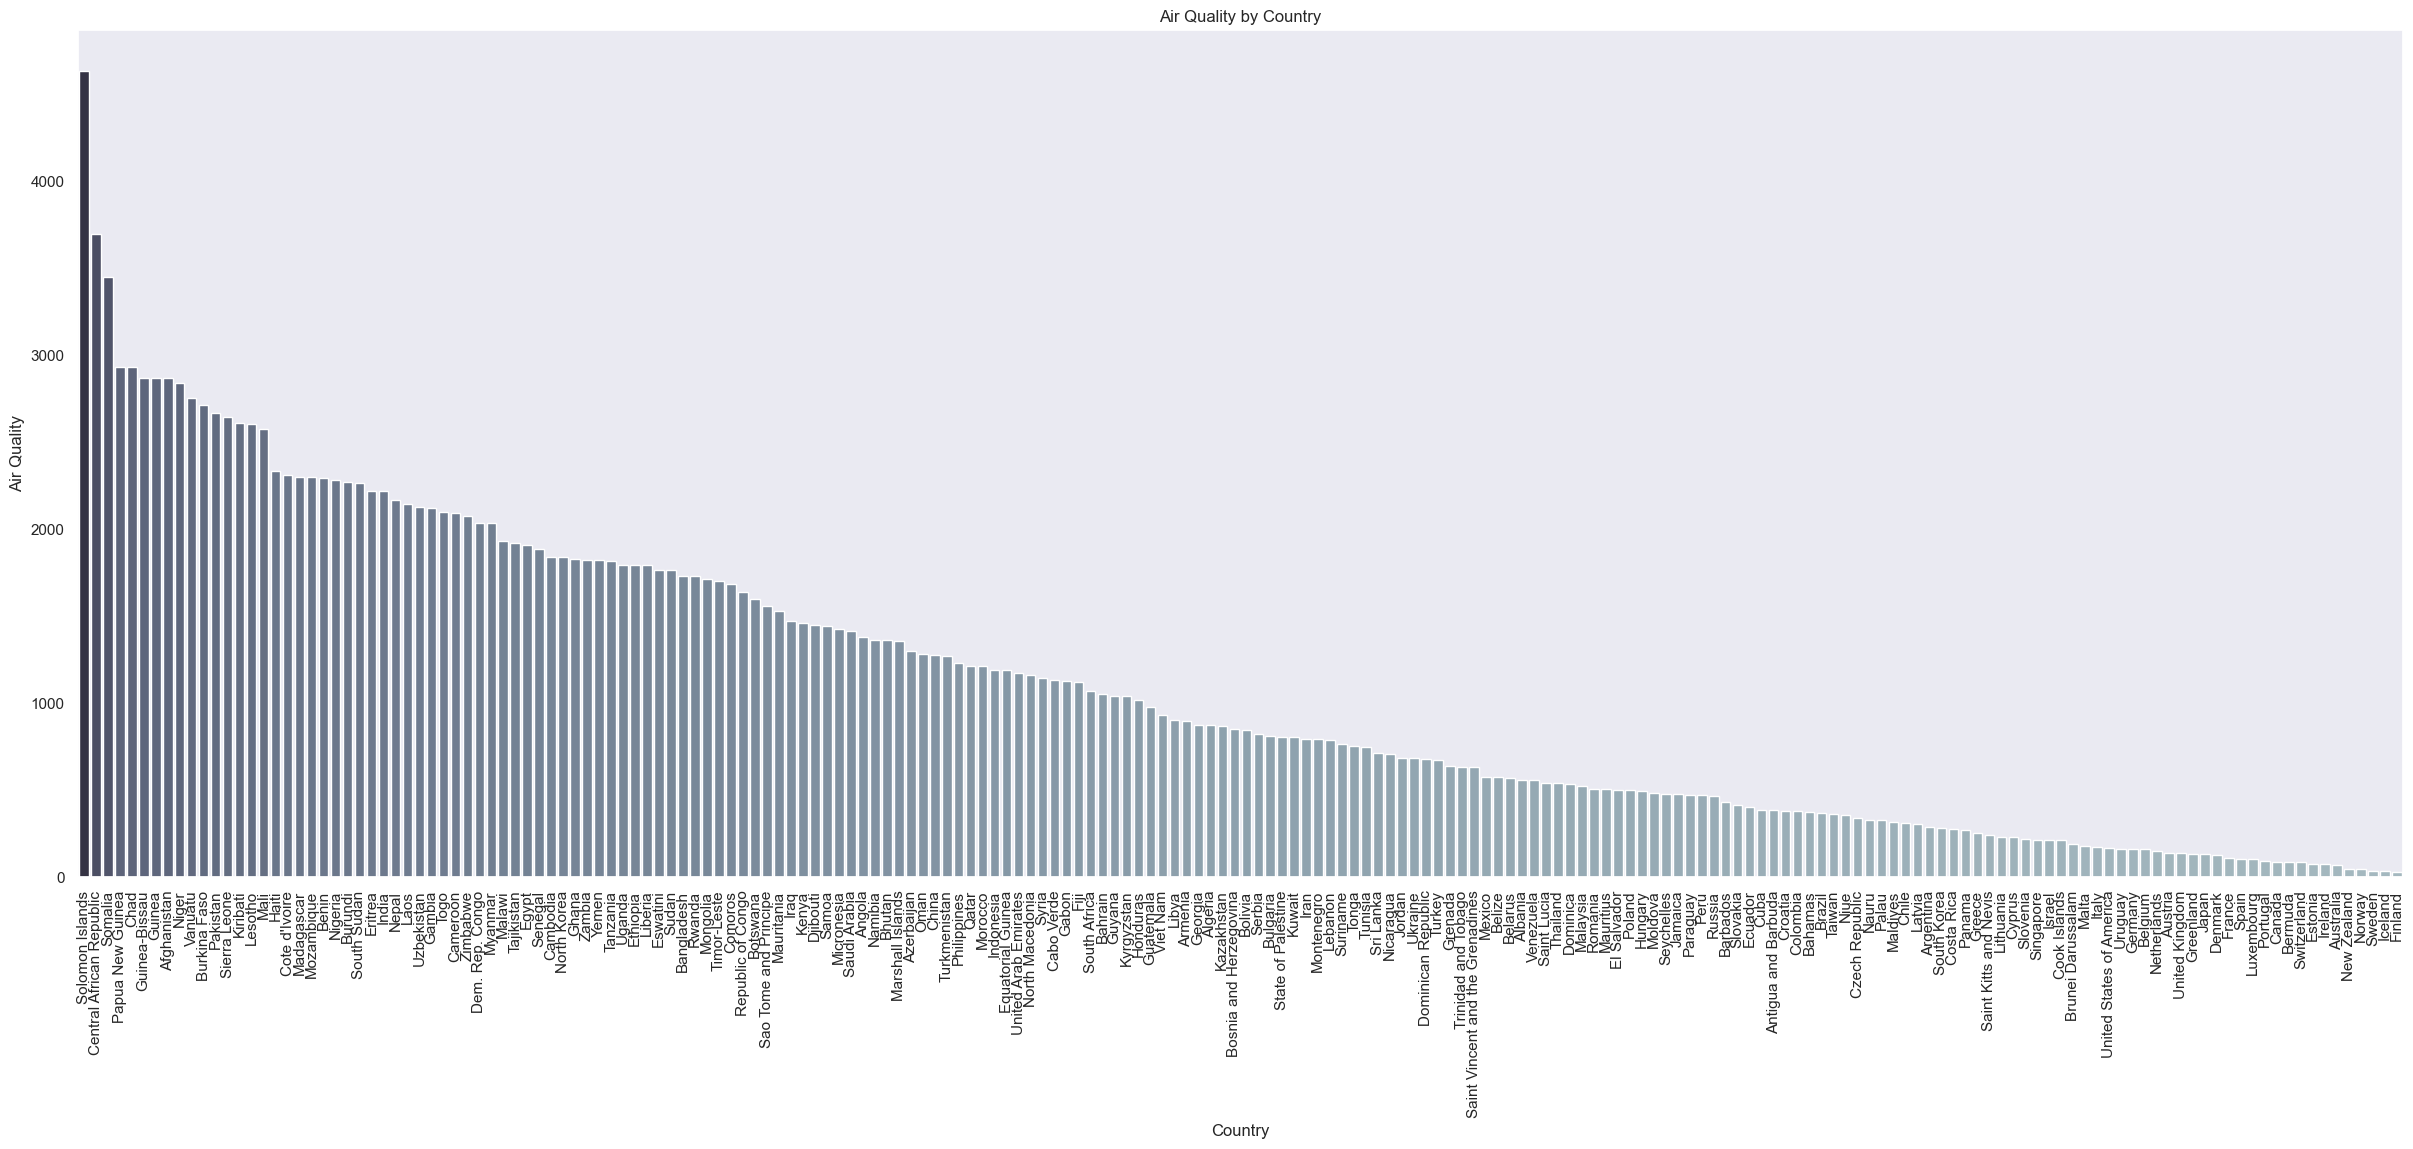 Air Quality by Country
Air Quality
4000
3000
2000
1000
0
Solomon Islands
Central African Republic
Somalia
Papua New Guinea
Chad
Guinea-Bissau
Guinea
Afghanistan
Niger
Vanuatu
Burkina Faso
Pakistan
Sierra Leone
Kiribati
Lesotho
Mali
Haiti
Cote d'Ivoire
Madagascar
Mozambique
Benin
Nigeria
Burundi
South Sudan
Eritrea
India
Nepal
Laos
Uzbekistan
Gambia
Togo
Cameroon
Zimbabwe
Dem. Rep. Congo
Myanmar
Malawi
Tajikistan
Egypt
Senegal
Cambodia
North Korea
Ghana
Zambia
Yemen
Tanzania
Uganda
Ethiopia
Liberia
Eswatini
Sudan
Bangladesh
Rwanda
Mongolia
Timor-Leste
Comoros
Republic of Congo
Botswana
Sao Tome and Principe
Mauritania
Iraq
Kenya
Djibouti
Samoa
Micronesia
Saudi Arabia
Angola
Namibia
Bhutan
Marshall Islands
Azerbaijan
Oman
China
Turkmenistan
Philippines
Qatar
Morocco
Indonesia
Equatorial Guinea
United Arab Emirates
North Macedonia
Syria
Cabo Verde
Gabon
Fiji
South Africa
Bahrain
Guyana
Kyrgyzstan
Honduras
Guatemala
Viet Nam
Libya
Armenia
Georgia
Algeria
Kazakhstan
Bosnia and Herzegovina
Bolivia
Serbia
Bulgaria
State of Palestine
Kuwait
Iran
Montenegro
Lebanon
Suriname
Tonga
Tunisia
Sri Lanka
Nicaragua
Jordan
Ukraine
Dominican Republic
Turkey
Grenada
Trinidad and Tobago
Saint Vincent and the Grenadines
Mexico
Belize
Belarus
Albania
Venezuela
Saint Lucia
Thailand
Dominica
Malaysia
Romania
Mauritius
El Salvador
Poland
Hungary
Moldova
Seychelles
Jamaica
Paraguay
Peru
Russia
Barbados
Slovakia
Ecuador
Cuba
Antigua and Barbuda
Croatia
Colombia
Bahamas
Brazil
Taiwan
Niue
Czech Republic
Nauru
Palau
Maldives
Chile
Latvia
Argentina
South Korea
Costa Rica
Panama
Greece
Saint Kitts and Nevis
Lithuania
Cyprus
Slovenia
Singapore
Israel
Cook Islands
Brunei Darussalam
Malta
Italy
United States of America
Uruguay
Germany
Belgium
Netherlands
Austria
United Kingdom
Greenland
Japan
Denmark
France
Spain
Luxembourg
Portugal
Canada
Bermuda
Switzerland
Estonia
Ireland
Australia
New Zealand
Norway
Sweden
Iceland
Finland
Country